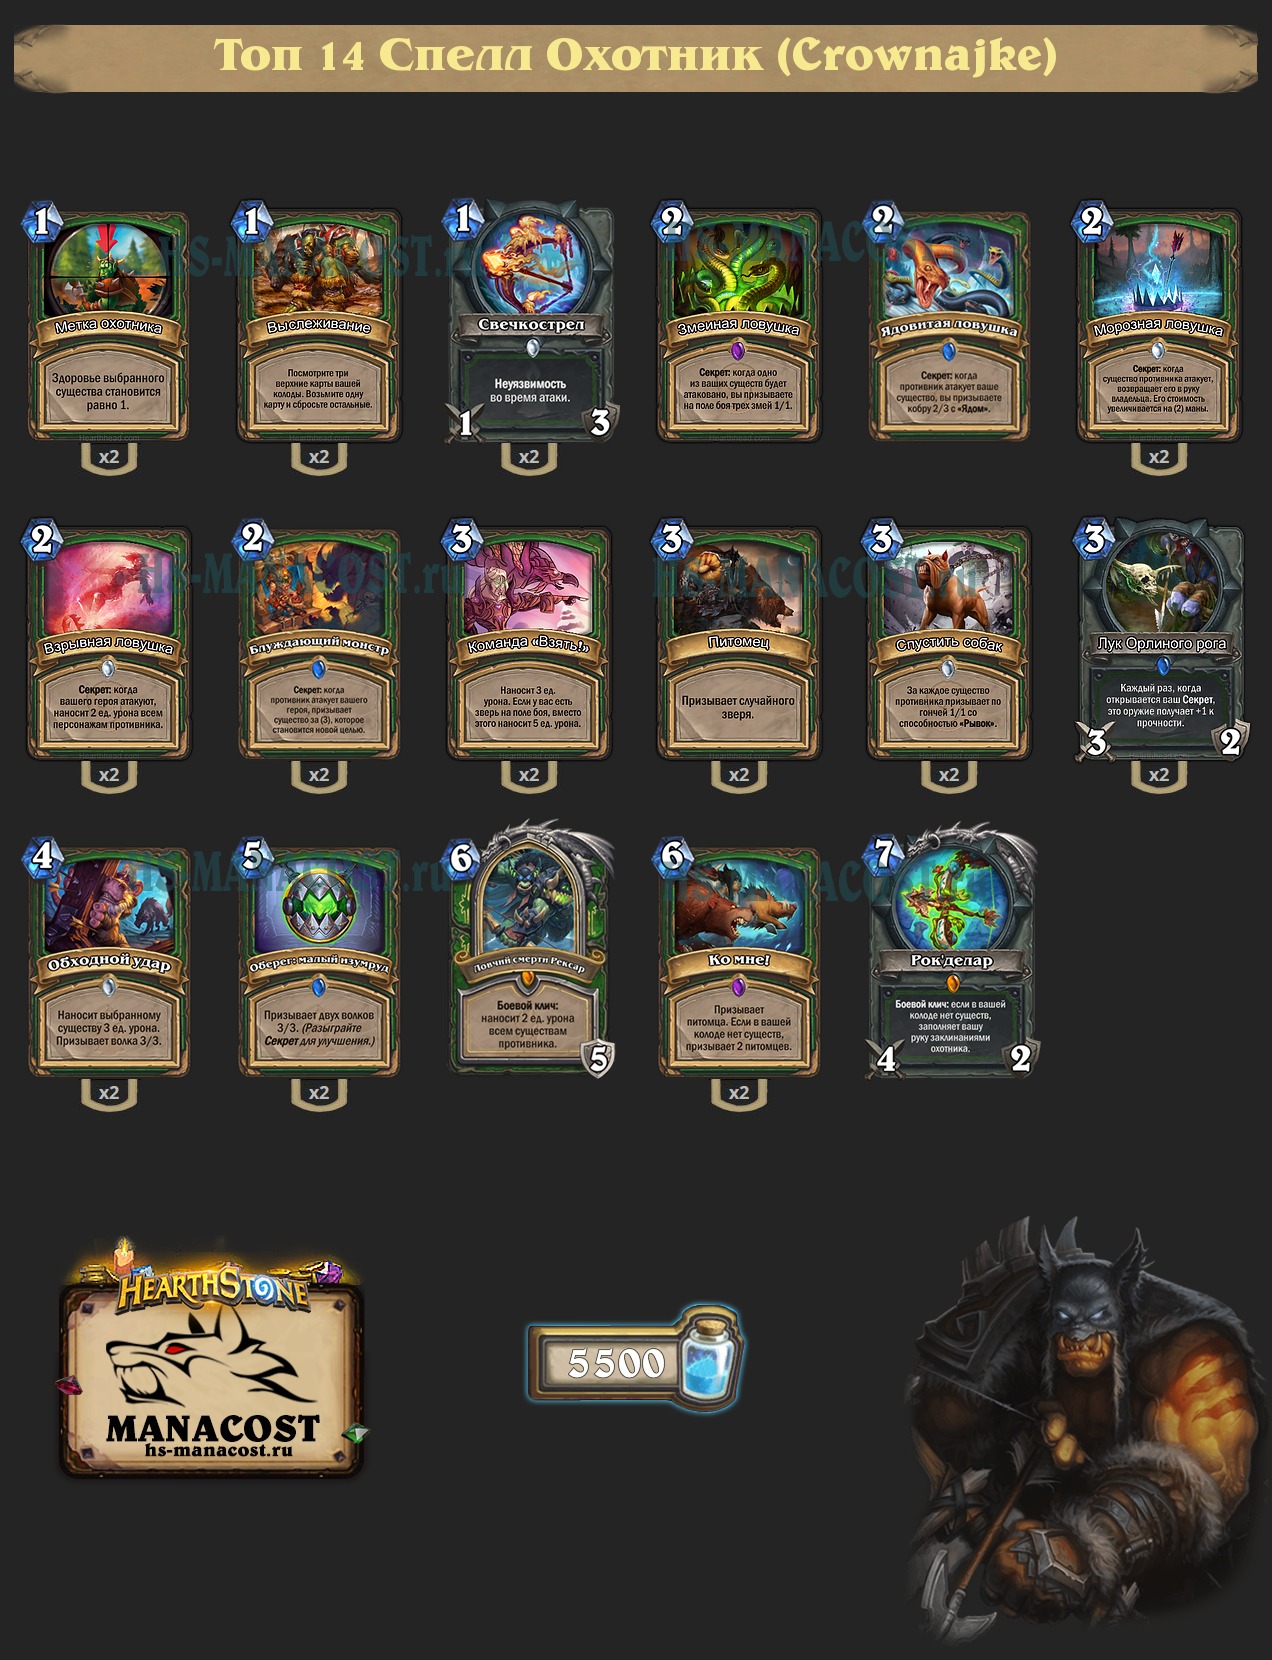 Топ 14 Спелл Охотник (Crownajke)
HS-MANACOST.ru
1
Метка охотника
Здоровье выбранного
существа становится
равно 1.
x2
1
Выслеживание
Посмотрите три
верхние карты вашей
колоды. Возьмите одну
карту и сбросьте остальные.
x2
1
Свечкострел
Неуязвимость
во время атаки.
1
3
x2
2
Змеиная ловушка
Секрет: когда одно
из ваших существ будет
атаковано, вы призываете
на поле боя трех змей 1/1.
2
Ядовитая ловушка
Секрет: когда
противник атакует ваше
существо, вы призываете
кобру 2/3 с «Ядом».
2
Морозная ловушка
Секрет: когда
существо противника атакует,
возвращает его в руку
владельца. Его стоимость
увеличивается на (2) маны.
x2
2
Взрывная ловушка
Секрет: когда
вашего героя атакуют,
наносит 2 ед. урона всем
персонажам противника.
x2
2
Блуждающий монстр
Секрет: когда
противник атакует вашего
героя, призывает
существо за (3), которое
становится новой целью.
x2
3
Команда «Взять!»
Наносит 3 ед.
урона. Если у вас есть
зверь на поле боя, вместо
этого наносит 5 ед. урона.
x2
3
Питомец
Призывает случайного
зверя.
x2
3
Спустить собак
За каждое существо
противника призывает по
гончей 1/1 со
способностью «Рывок».
x2
3
Лук Орлиного рога
Каждый раз, когда
открывается ваш Секрет,
это оружие получает +1 к
прочности.
3
2
x2
4
Обходной удар
Наносит выбранному
существу 3 ед. урона.
Призывает волка 3/3.
x2
5
Оберег: малый изумруд
Призывает двух волков
3/3. (Разыграйте
Секрет для улучшения.)
x2
6
Ловчий смерти Рексар
Боевой клич:
наносит 2 ед. урона
всем существам
противника.
5
6
Ко мне!
Призывает
питомца. Если в вашей
колоде нет существ,
призывает 2 питомцев.
x2
7
Рок'делар
Боевой клич: если в вашей
колоде нет существ,
заполняет вашу
руку заклинаниями
охотника.
4
2
HEARTHSTONE
MANACOST
hs-manacost.ru
5500